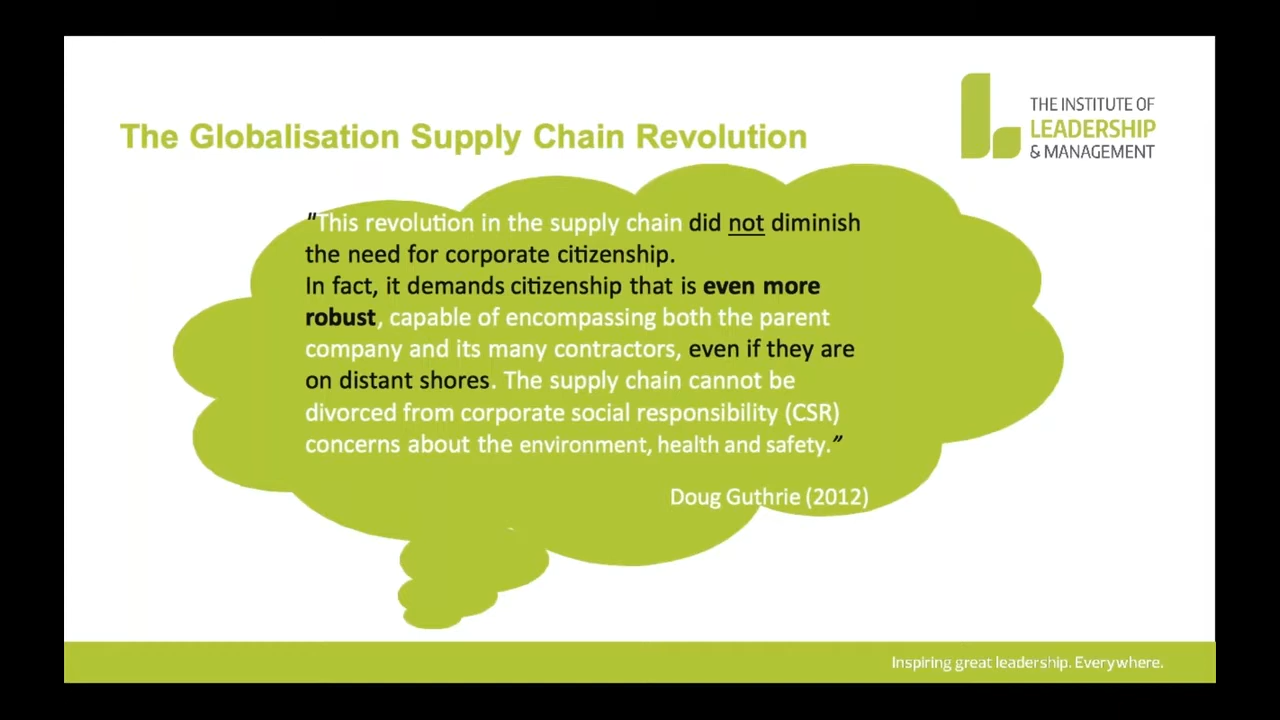 The Globalisation Supply Chain Revolution
THE INSTITUTE OF
LEADERSHIP
& MANAGEMENT
"This revolution in the supply chain did not diminish
the need for corporate citizenship.
In fact, it demands citizenship that is even more
robust, capable of encompassing both the parent
company and its many contractors, even if they are
on distant shores. The supply chain cannot be
divorced from corporate social responsibility (CSR)
concerns about the environment, health and safety.”
Doug Guthrie (2012)
Inspiring great leadership. Everywhere.